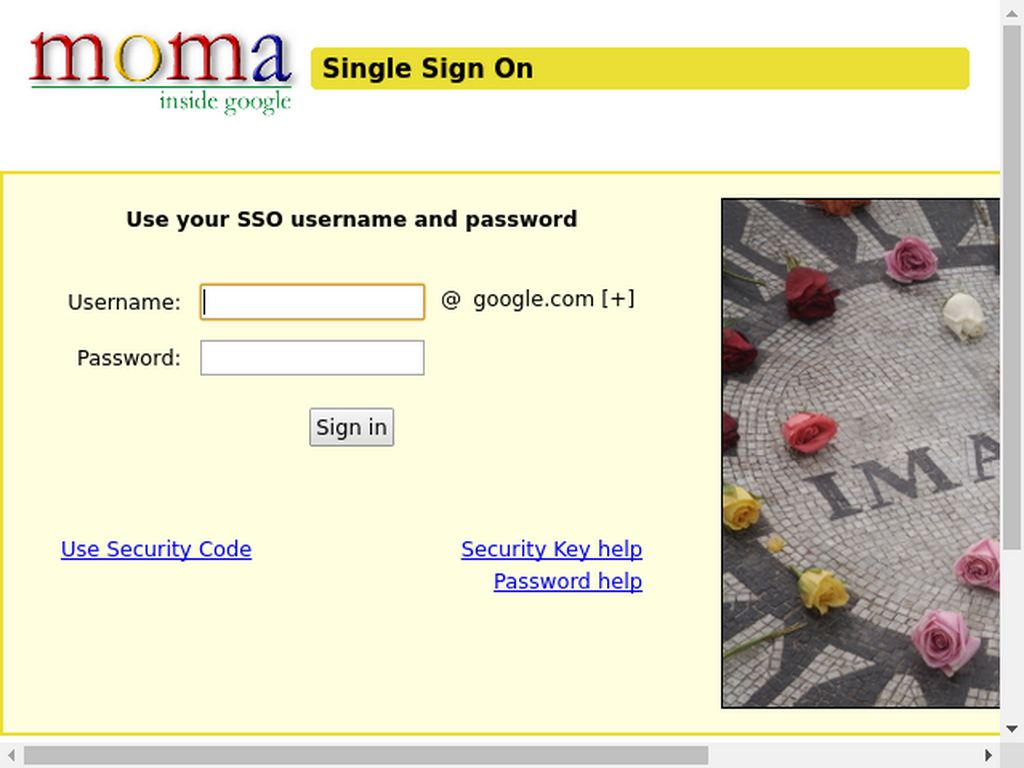 moma
inside google
Single Sign On
Use your SSO username and password
Username:
@ google.com [+]
Password:
Sign in
Use Security Code
Security Key help
Password help
IMA